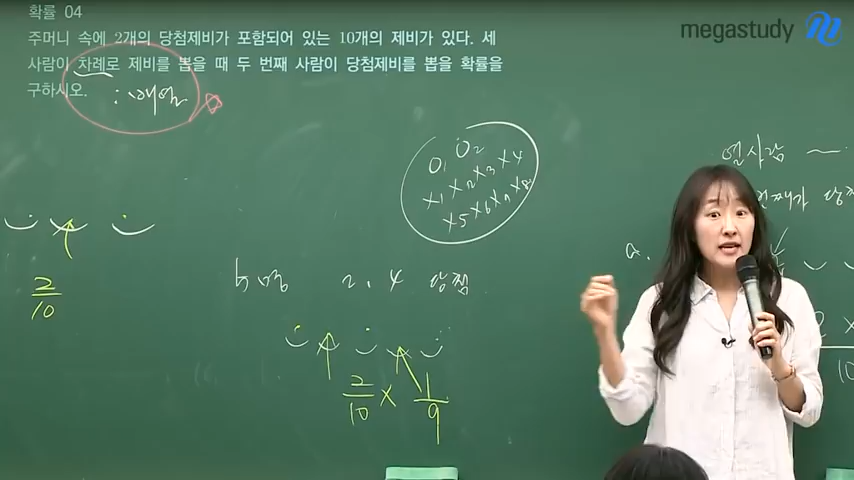 확률 04
megastudy
주머니 속에 2개의 당첨제비가 포함되어 있는 10개의 제비가 있다. 세
사람이 차례로 제비를 뽑을 때 두 번째 사람이 당첨제비를 뽑을 확률을
구하시오.
O1 O2
X1 X2 X3 X4
X5 X6 X7 X8
열사람
a.
2
10
2, 4 당첨
2 1
10 × 9
2 ×
10